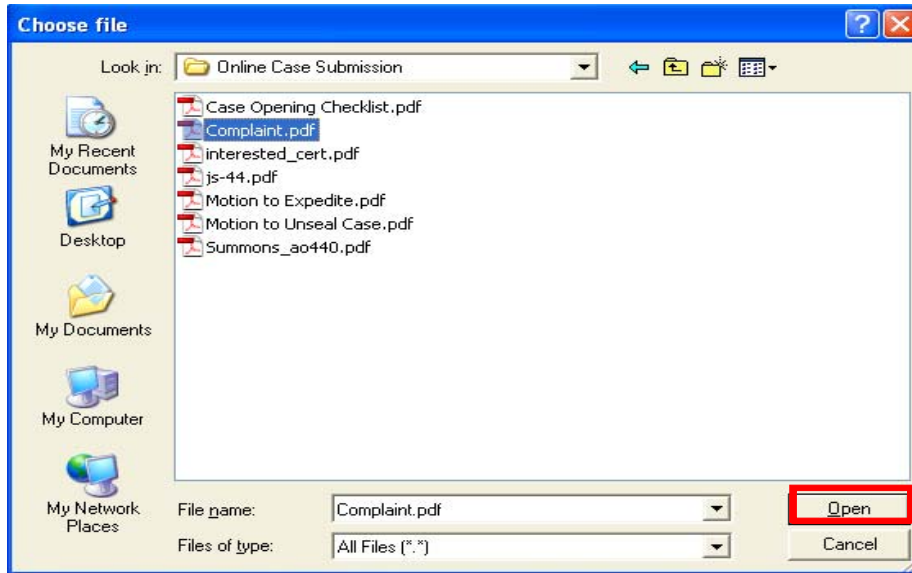 Choose file
Look in:
Online Case Submission
My Recent
Documents
Desktop
My Documents
My Computer
My Network
Places
Case Opening Checklist.pdf
Complaint.pdf
interested_cert.pdf
js-44.pdf
Motion to Expedite.pdf
Motion to Unseal Case.pdf
Summons_ao440.pdf
File name:
Complaint.pdf
Open
Files of type:
All Files (*.*)
Cancel